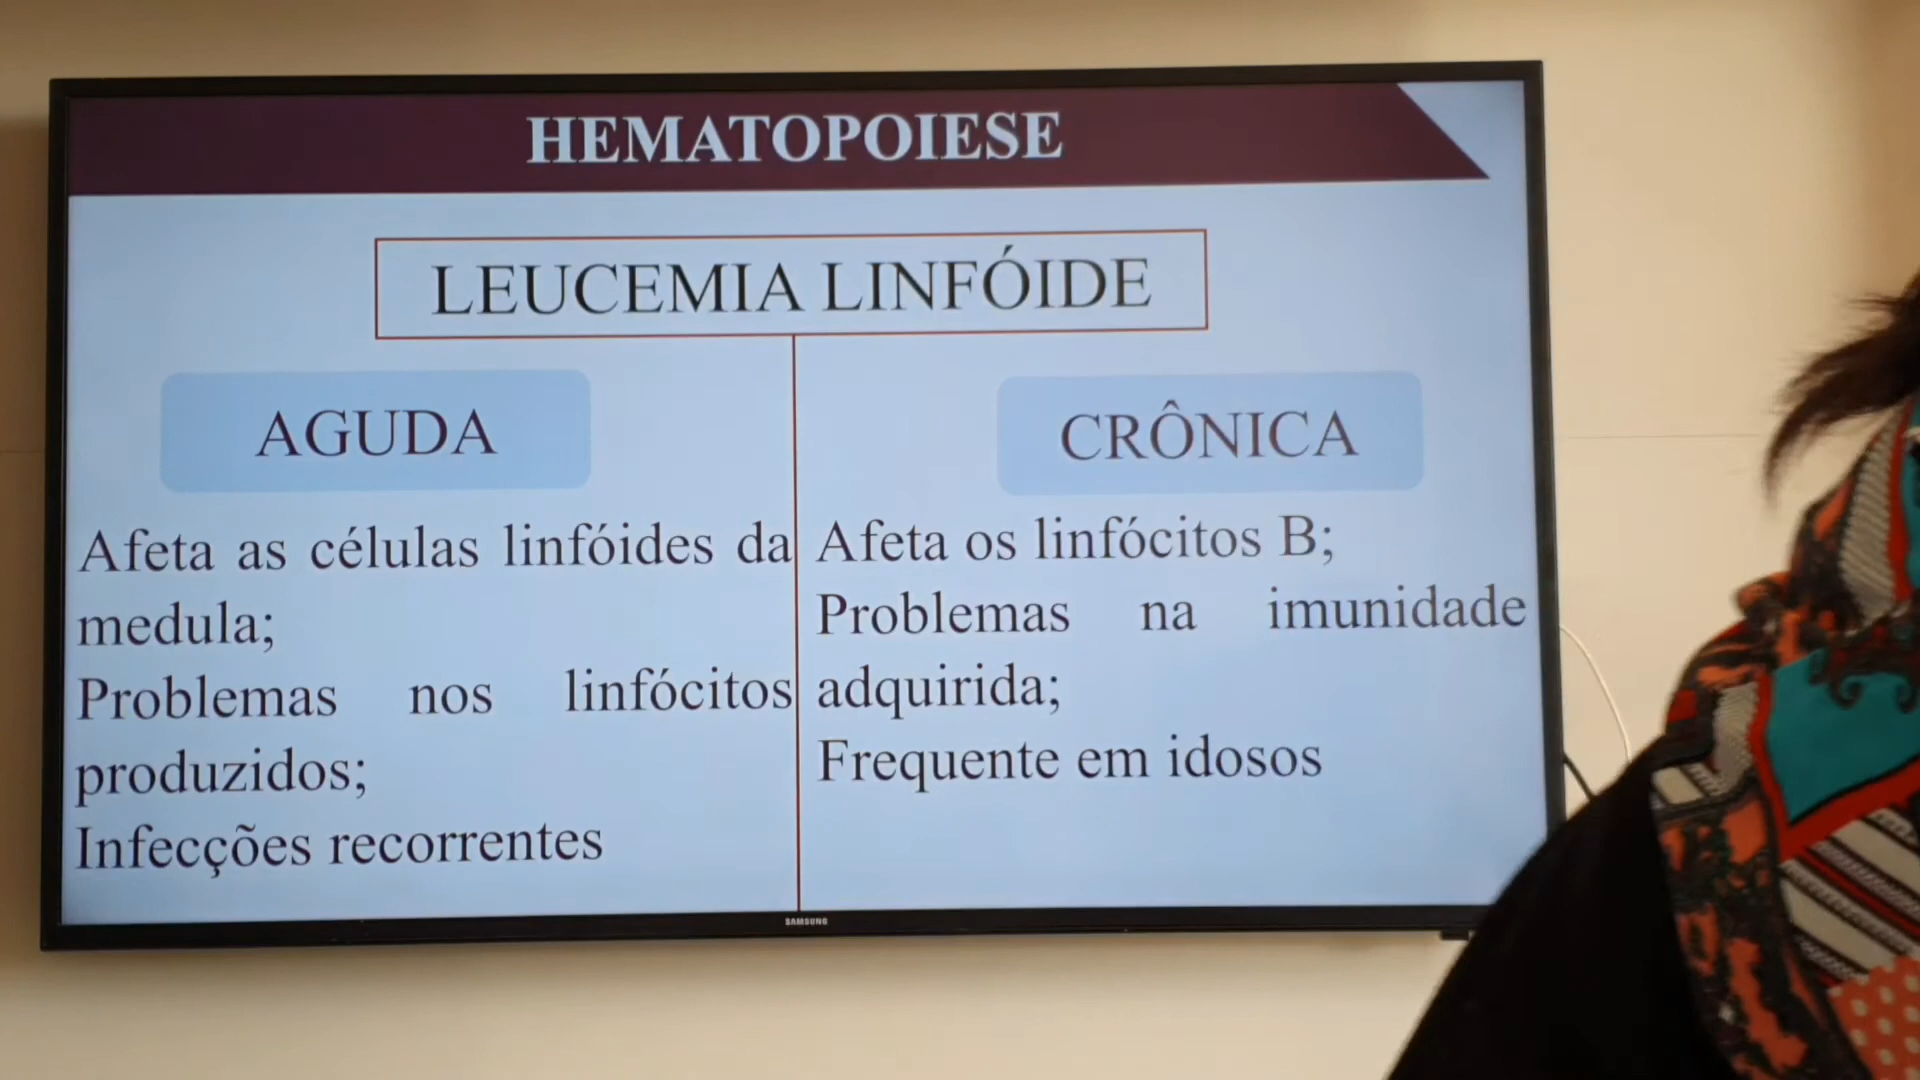 HEMATOPOIESE
LEUCEMIA LINFÓIDE
AGUDA
Afeta as células linfóides da
medula;
Problemas nos linfócitos
produzidos;
Infecções recorrentes
CRÔNICA
Afeta os linfócitos B;
Problemas na imunidade
adquirida;
Frequente em idosos
SAMSUNG